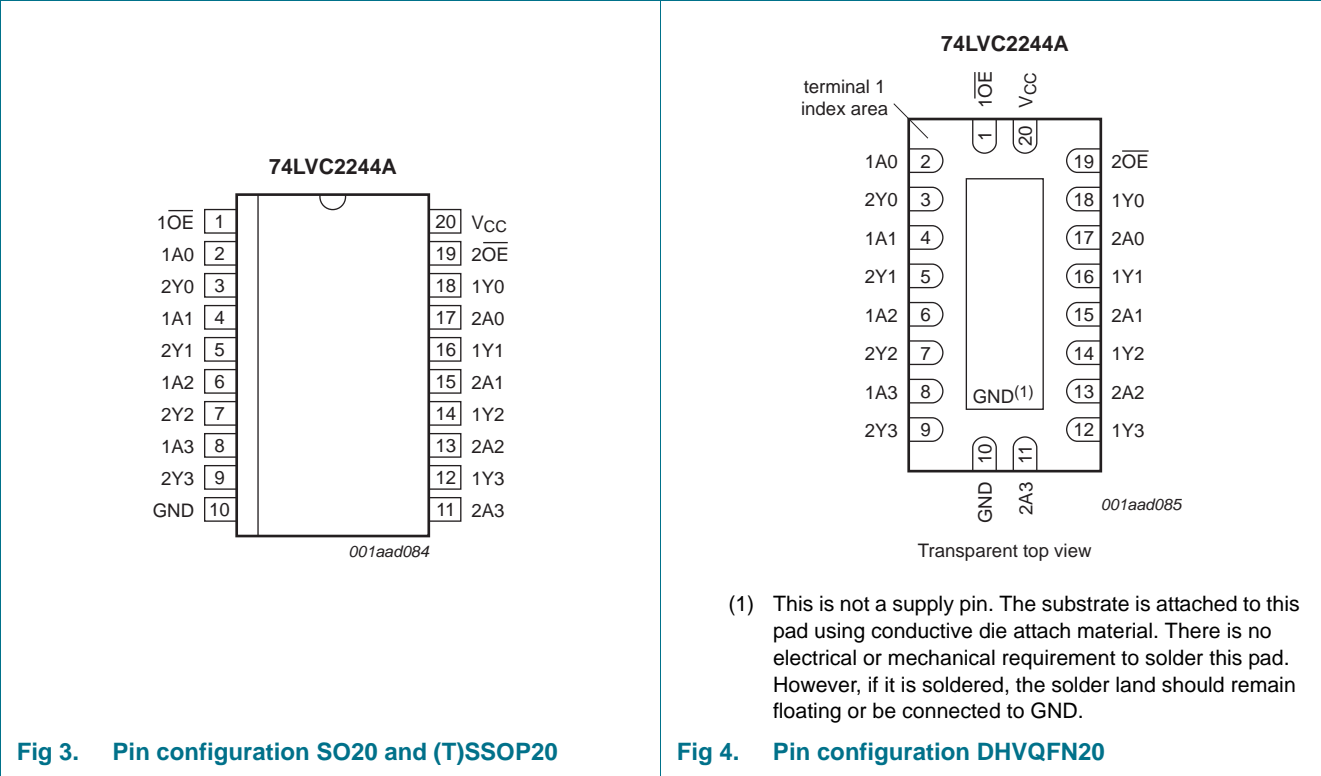 74LVC2244A
1OE 1 20 VCC
1A0 2 19 2OE
2Y0 3 18 1Y0
1A1 4 17 2A0
2Y1 5 16 1Y1
1A2 6 15 2A1
2Y2 7 14 1Y2
1A3 8 13 2A2
2Y3 9 12 1Y3
GND 10 11 2A3
001aad084
Fig 3. Pin configuration SO20 and (T)SSOP20
74LVC2244A
terminal 1
index area
1OE VCC
1 20
1A0 2 19 2OE
2Y0 3 18 1Y0
1A1 4 17 2A0
2Y1 5 16 1Y1
1A2 6 15 2A1
2Y2 7 14 1Y2
1A3 8 GND(1) 13 2A2
2Y3 9 12 1Y3
10 11
GND 2A3
001aad085
Transparent top view
(1) This is not a supply pin. The substrate is attached to this
pad using conductive die attach material. There is no
electrical or mechanical requirement to solder this pad.
However, if it is soldered, the solder land should remain
floating or be connected to GND.
Fig 4. Pin configuration DHVQFN20